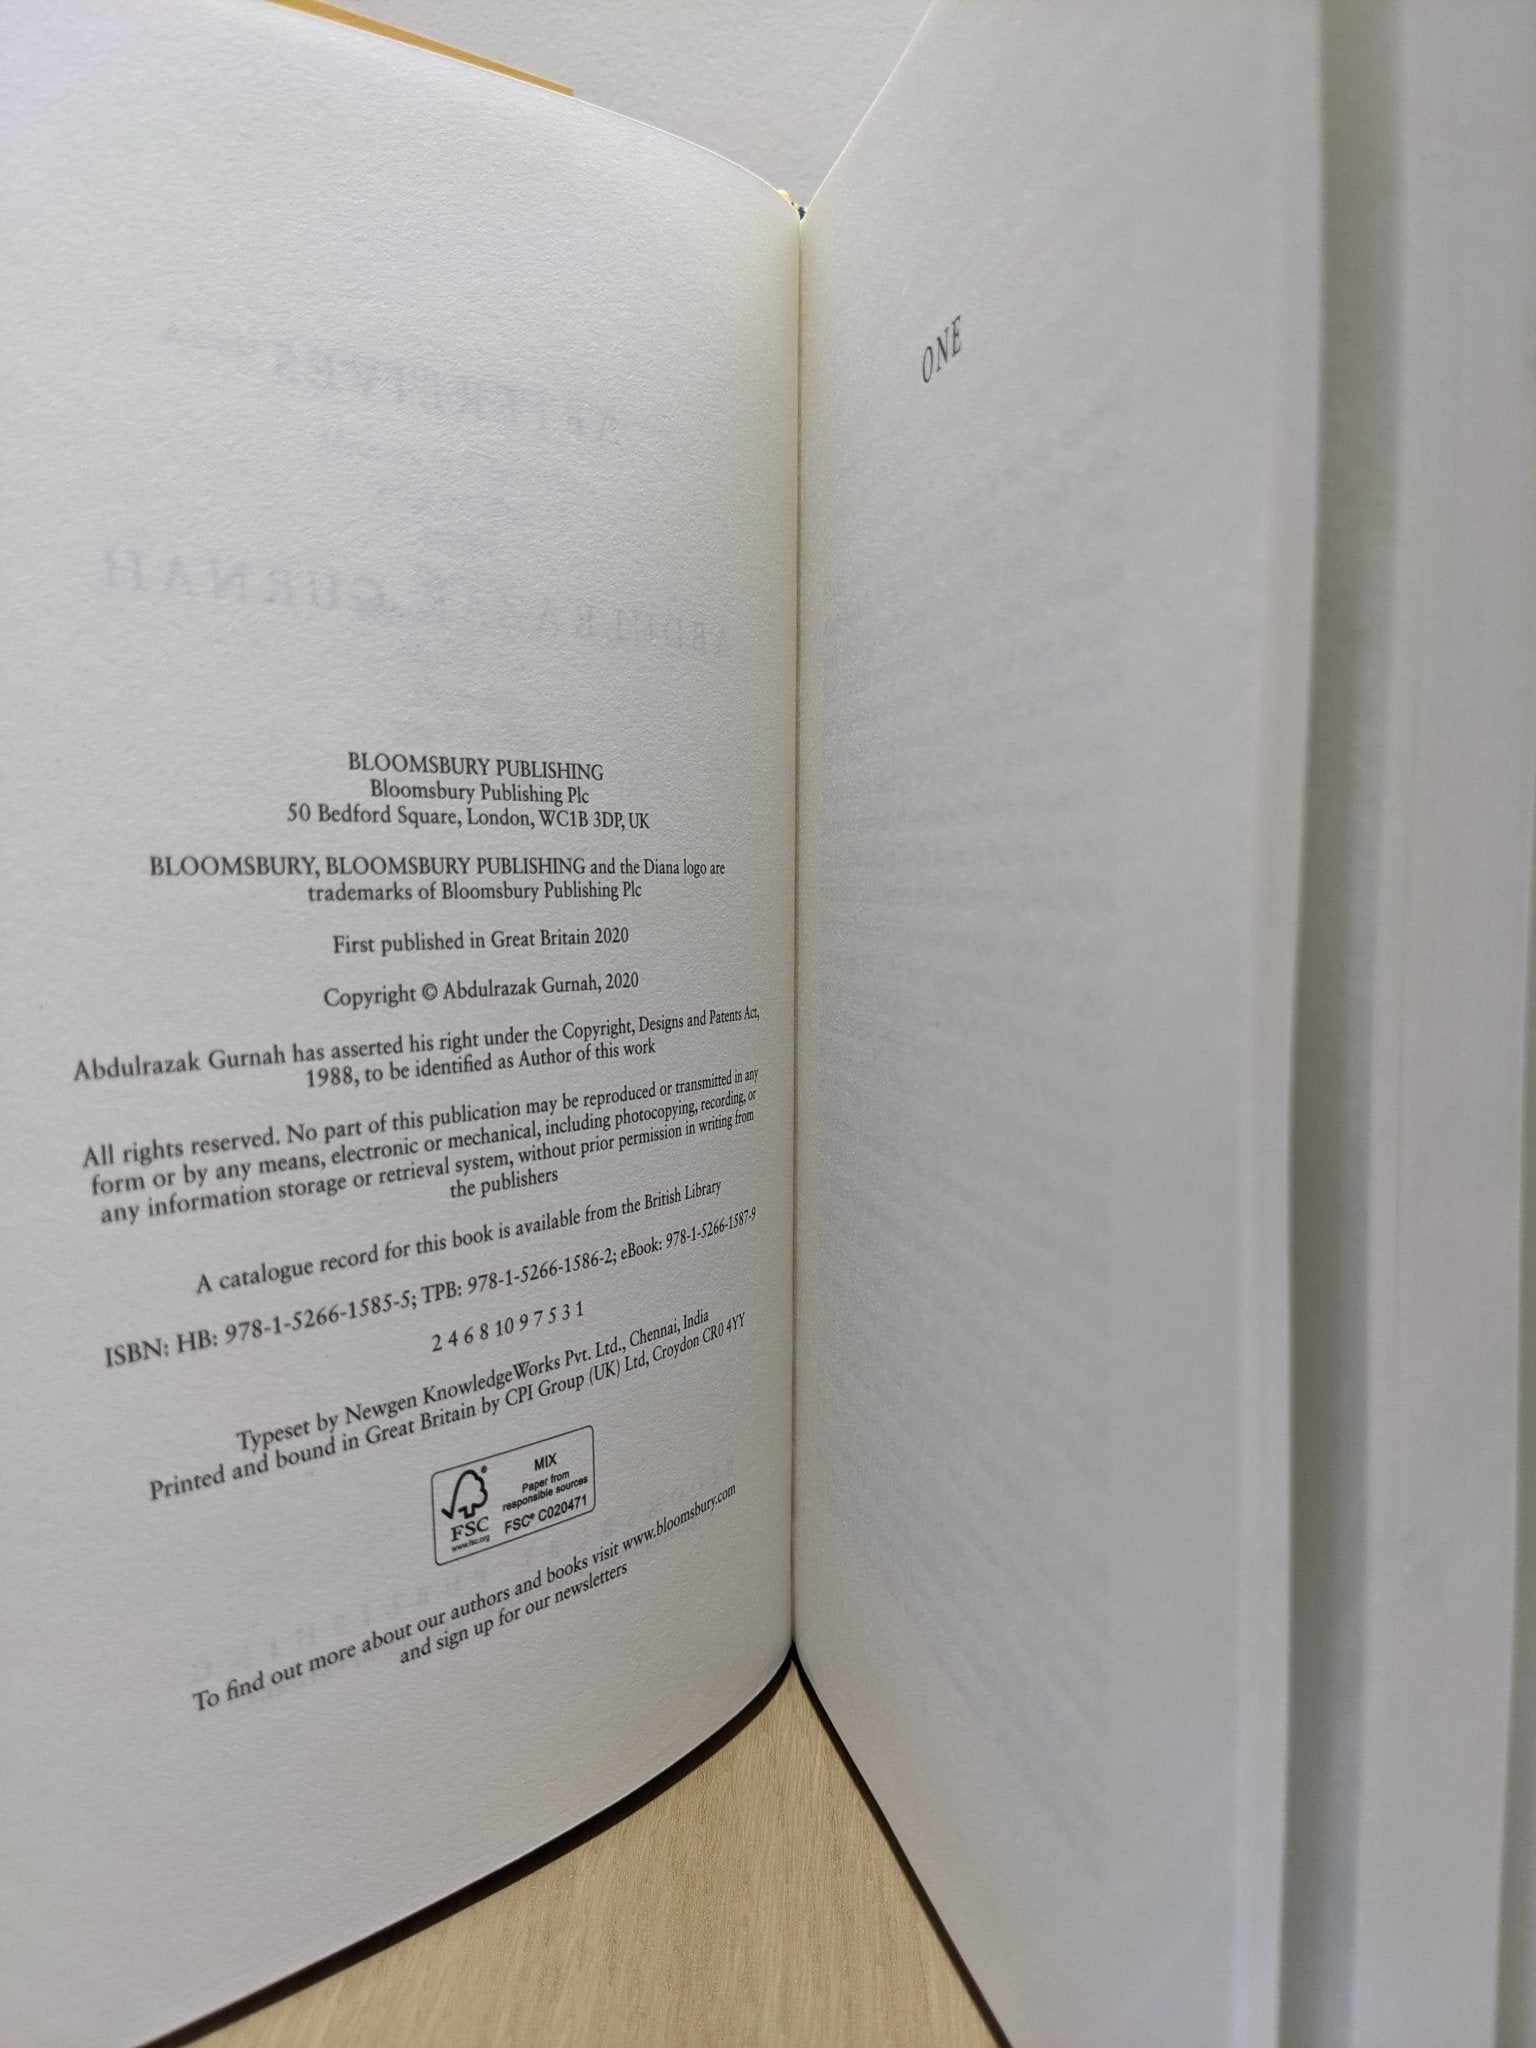 BLOOMSBURY PUBLISHING
Bloomsbury Publishing Plc
50 Bedford Square, London, WC1B 3DP, UK
BLOOMSBURY, BLOOMSBURY PUBLISHING and the Diana logo are
trademarks of Bloomsbury Publishing Plc
First published in Great Britain 2020
Copyright © Abdulrazak Gurnah, 2020
Abdulrazak Gurnah has asserted his right under the Copyright, Designs and Patents Act,
1988, to be identified as Author of this work
All rights reserved. No part of this publication may be reproduced or transmitted in any
form or by any means, electronic or mechanical, including photocopying, recording, or
any information storage or retrieval system, without prior permission in writing from
the publishers
A catalogue record for this book is available from the British Library
ISBN: HB: 978-1-5266-1585-5; TPB: 978-1-5266-1586-2; eBook: 978-1-5266-1587-9
2 4 6 8 10 9 7 5 3 1
Typeset by Newgen KnowledgeWorks Pvt. Ltd., Chennai, India
Printed and bound in Great Britain by CPI Group (UK) Ltd, Croydon CR0 4YY
FSC
www.fsc.org
MIX
Paper from
responsible sources
FSC® C020471
To find out more about our authors and books visit www.bloomsbury.com
and sign up for our newsletters
ONE